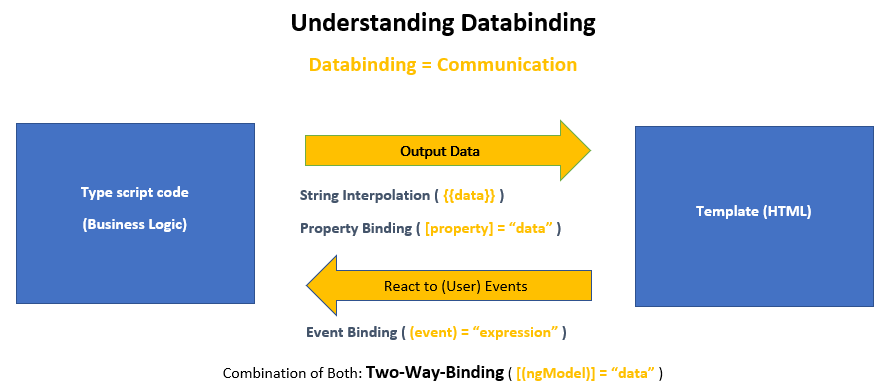 Understanding Databinding
Databinding = Communication
Type script code
(Business Logic)
Output Data
String Interpolation ( {{data}} )
Property Binding ( [property] = “data” )
Template (HTML)
React to (User) Events
Event Binding ( (event) = “expression” )
Combination of Both: Two-Way-Binding ( [(ngModel)] = “data” )